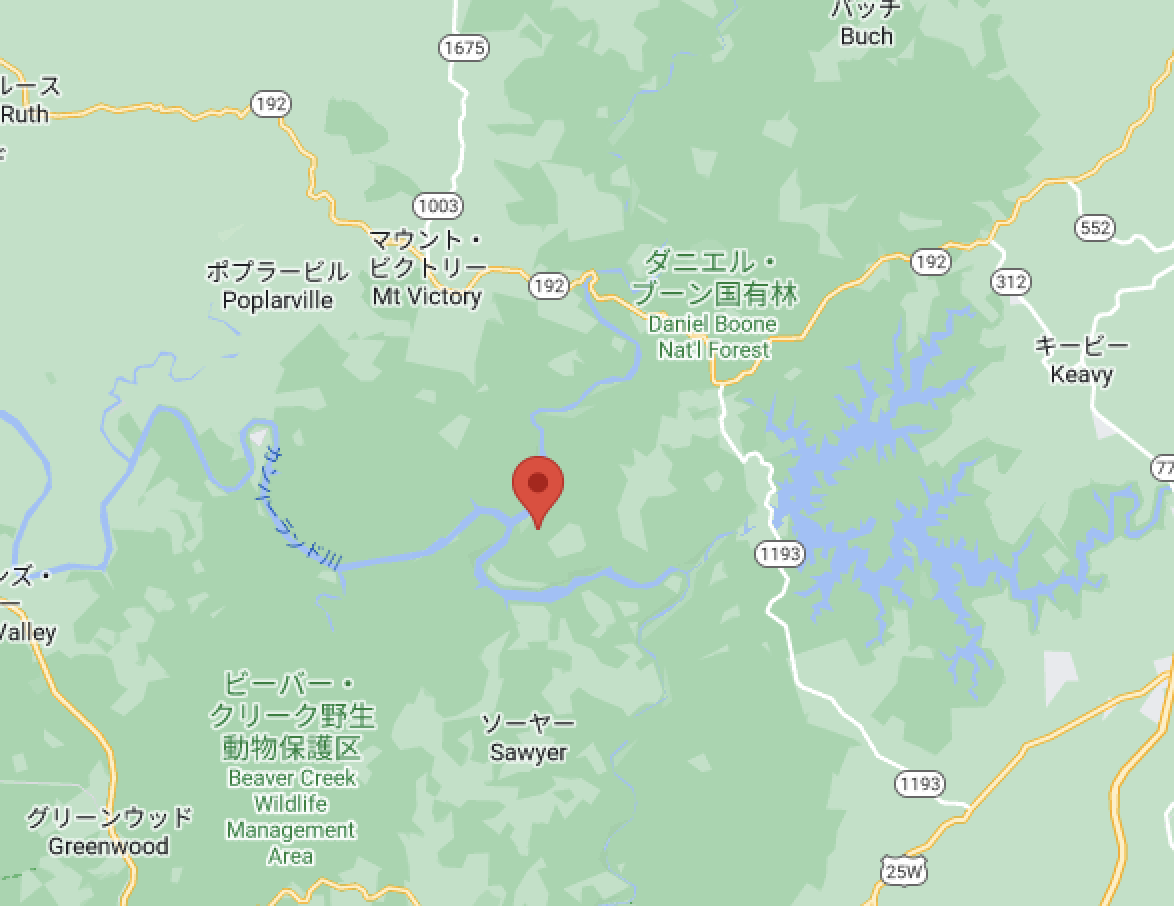 バッチ
Buch
1675
ルース
Ruth
192
1003
552
マウント・
ビクトリー
Mt Victory
ポプラービル
Poplarville
192
ダニエル・
ブーン国有林
Daniel Boone
Nat'l Forest
192
312
キービー
Keavy
カンバーランド川
77
1193
ンズ・
ー
Valley
ビーバー・
クリーク野生
動物保護区
Beaver Creek
Wildlife
Management
Area
ソーヤー
Sawyer
1193
グリーンウッド
Greenwood
25W